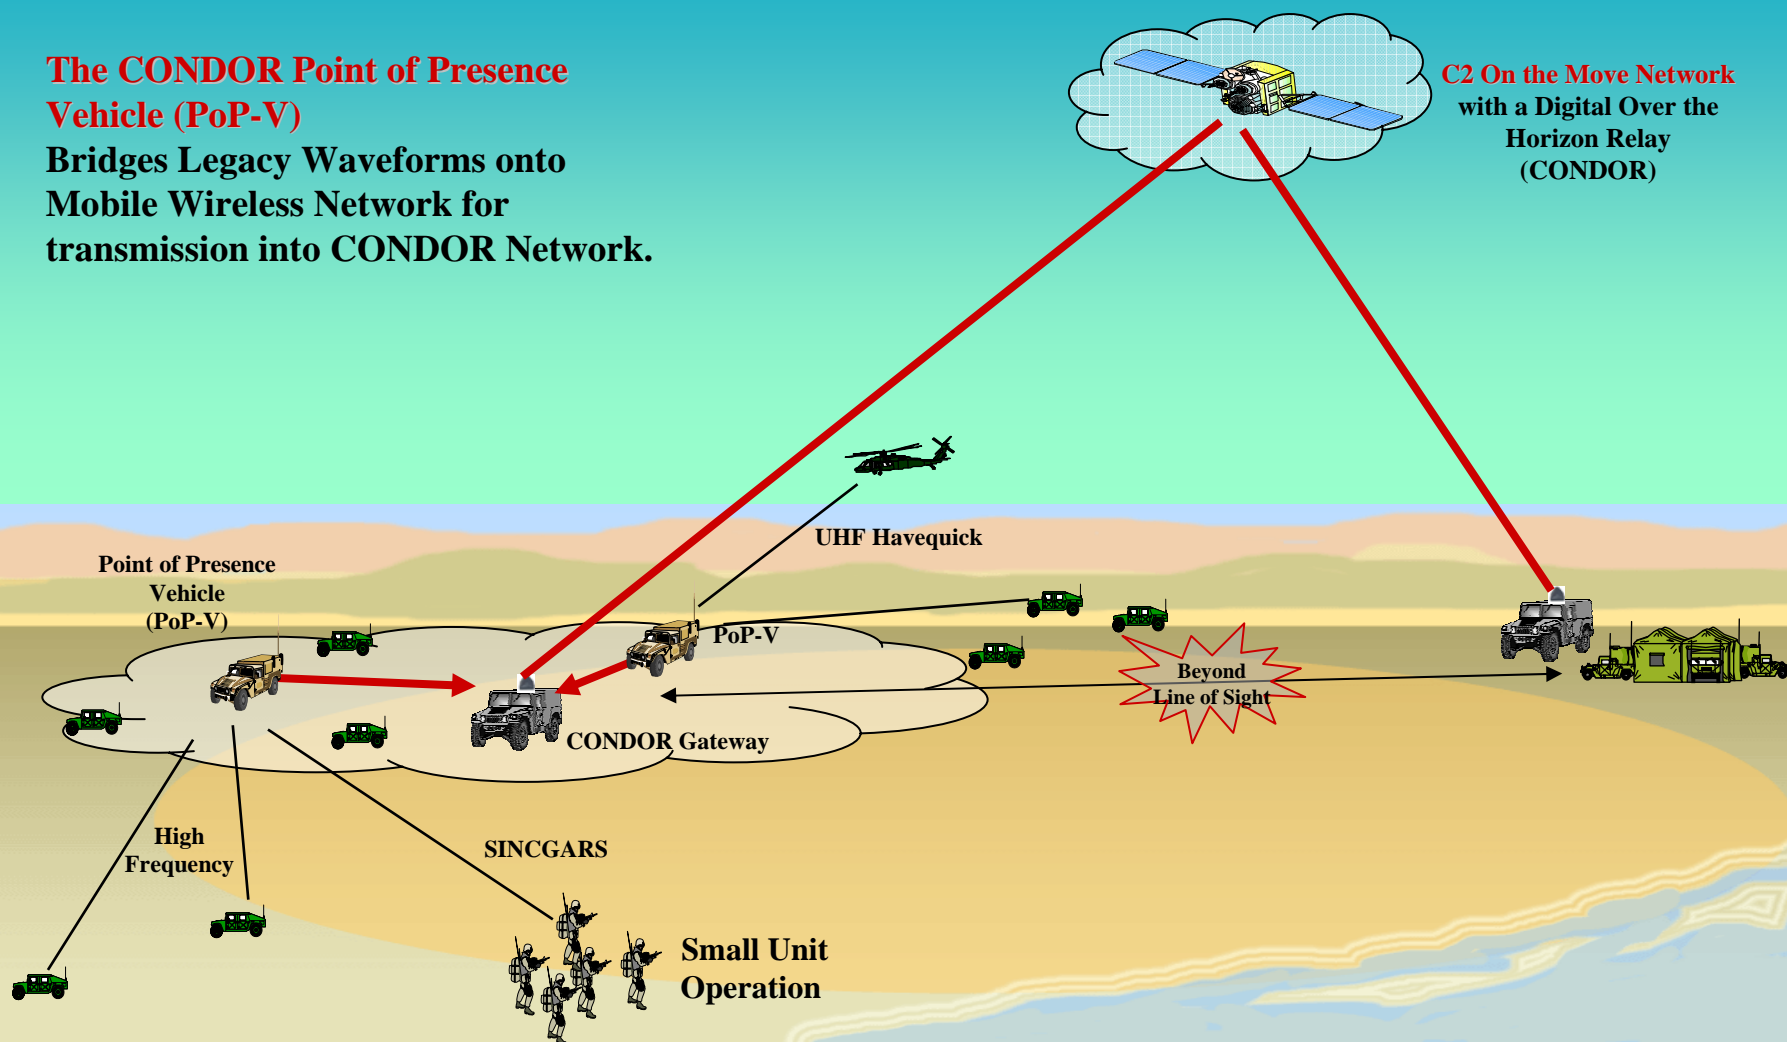 The CONDOR Point of Presence
Vehicle (PoP-V)
Bridges Legacy Waveforms onto
Mobile Wireless Network for
transmission into CONDOR Network.
C2 On the Move Network
with a Digital Over the
Horizon Relay
(CONDOR)
UHF Havequick
Point of Presence
Vehicle
(PoP-V)
PoP-V
Beyond
Line of Sight
CONDOR Gateway
High
Frequency
SINCGARS
Small Unit
Operation